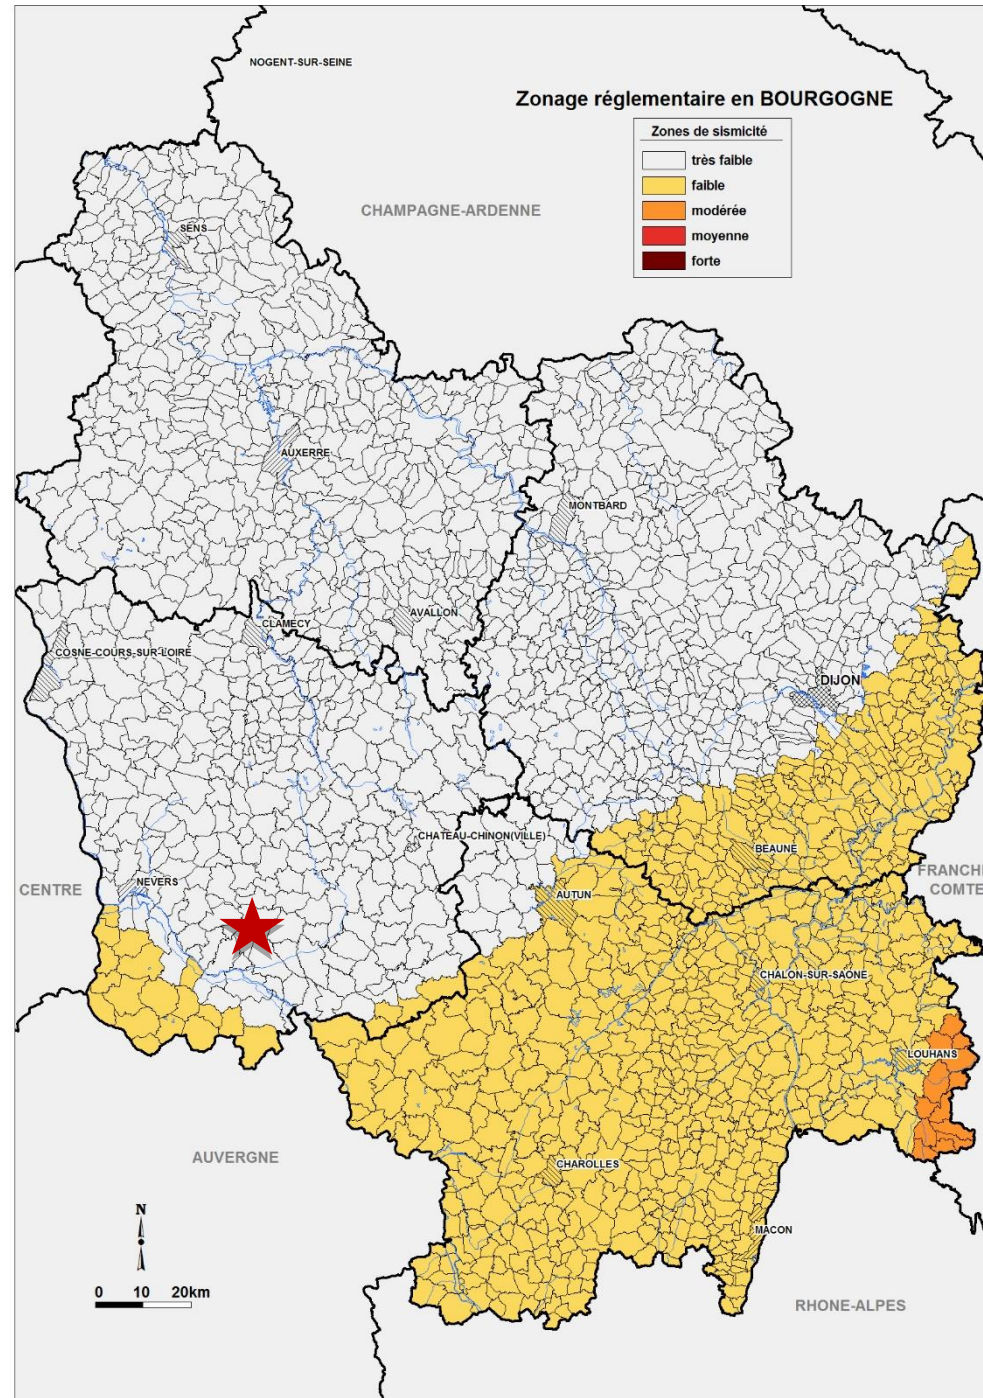 NOGENT-SUR-SEINE
Zonage réglementaire en BOURGOGNE
Zones de sismicité
très faible
faible
modérée
moyenne
forte
CHAMPAGNE-ARDENNE
SENS
AUXERRE
MONTBARD
AVALLON
CLAMECY
COSNE-COURS-SUR-LOIRE
DIJON
CHATEAU-CHINON(VILLE)
BEAUNE
FRANCHE
COMTE
CENTRE
NEVERS
AUTUN
CHALON-SUR-SAONE
LOUHANS
AUVERGNE
CHAROLLES
MACON
N
0 10 20km
RHONE-ALPES